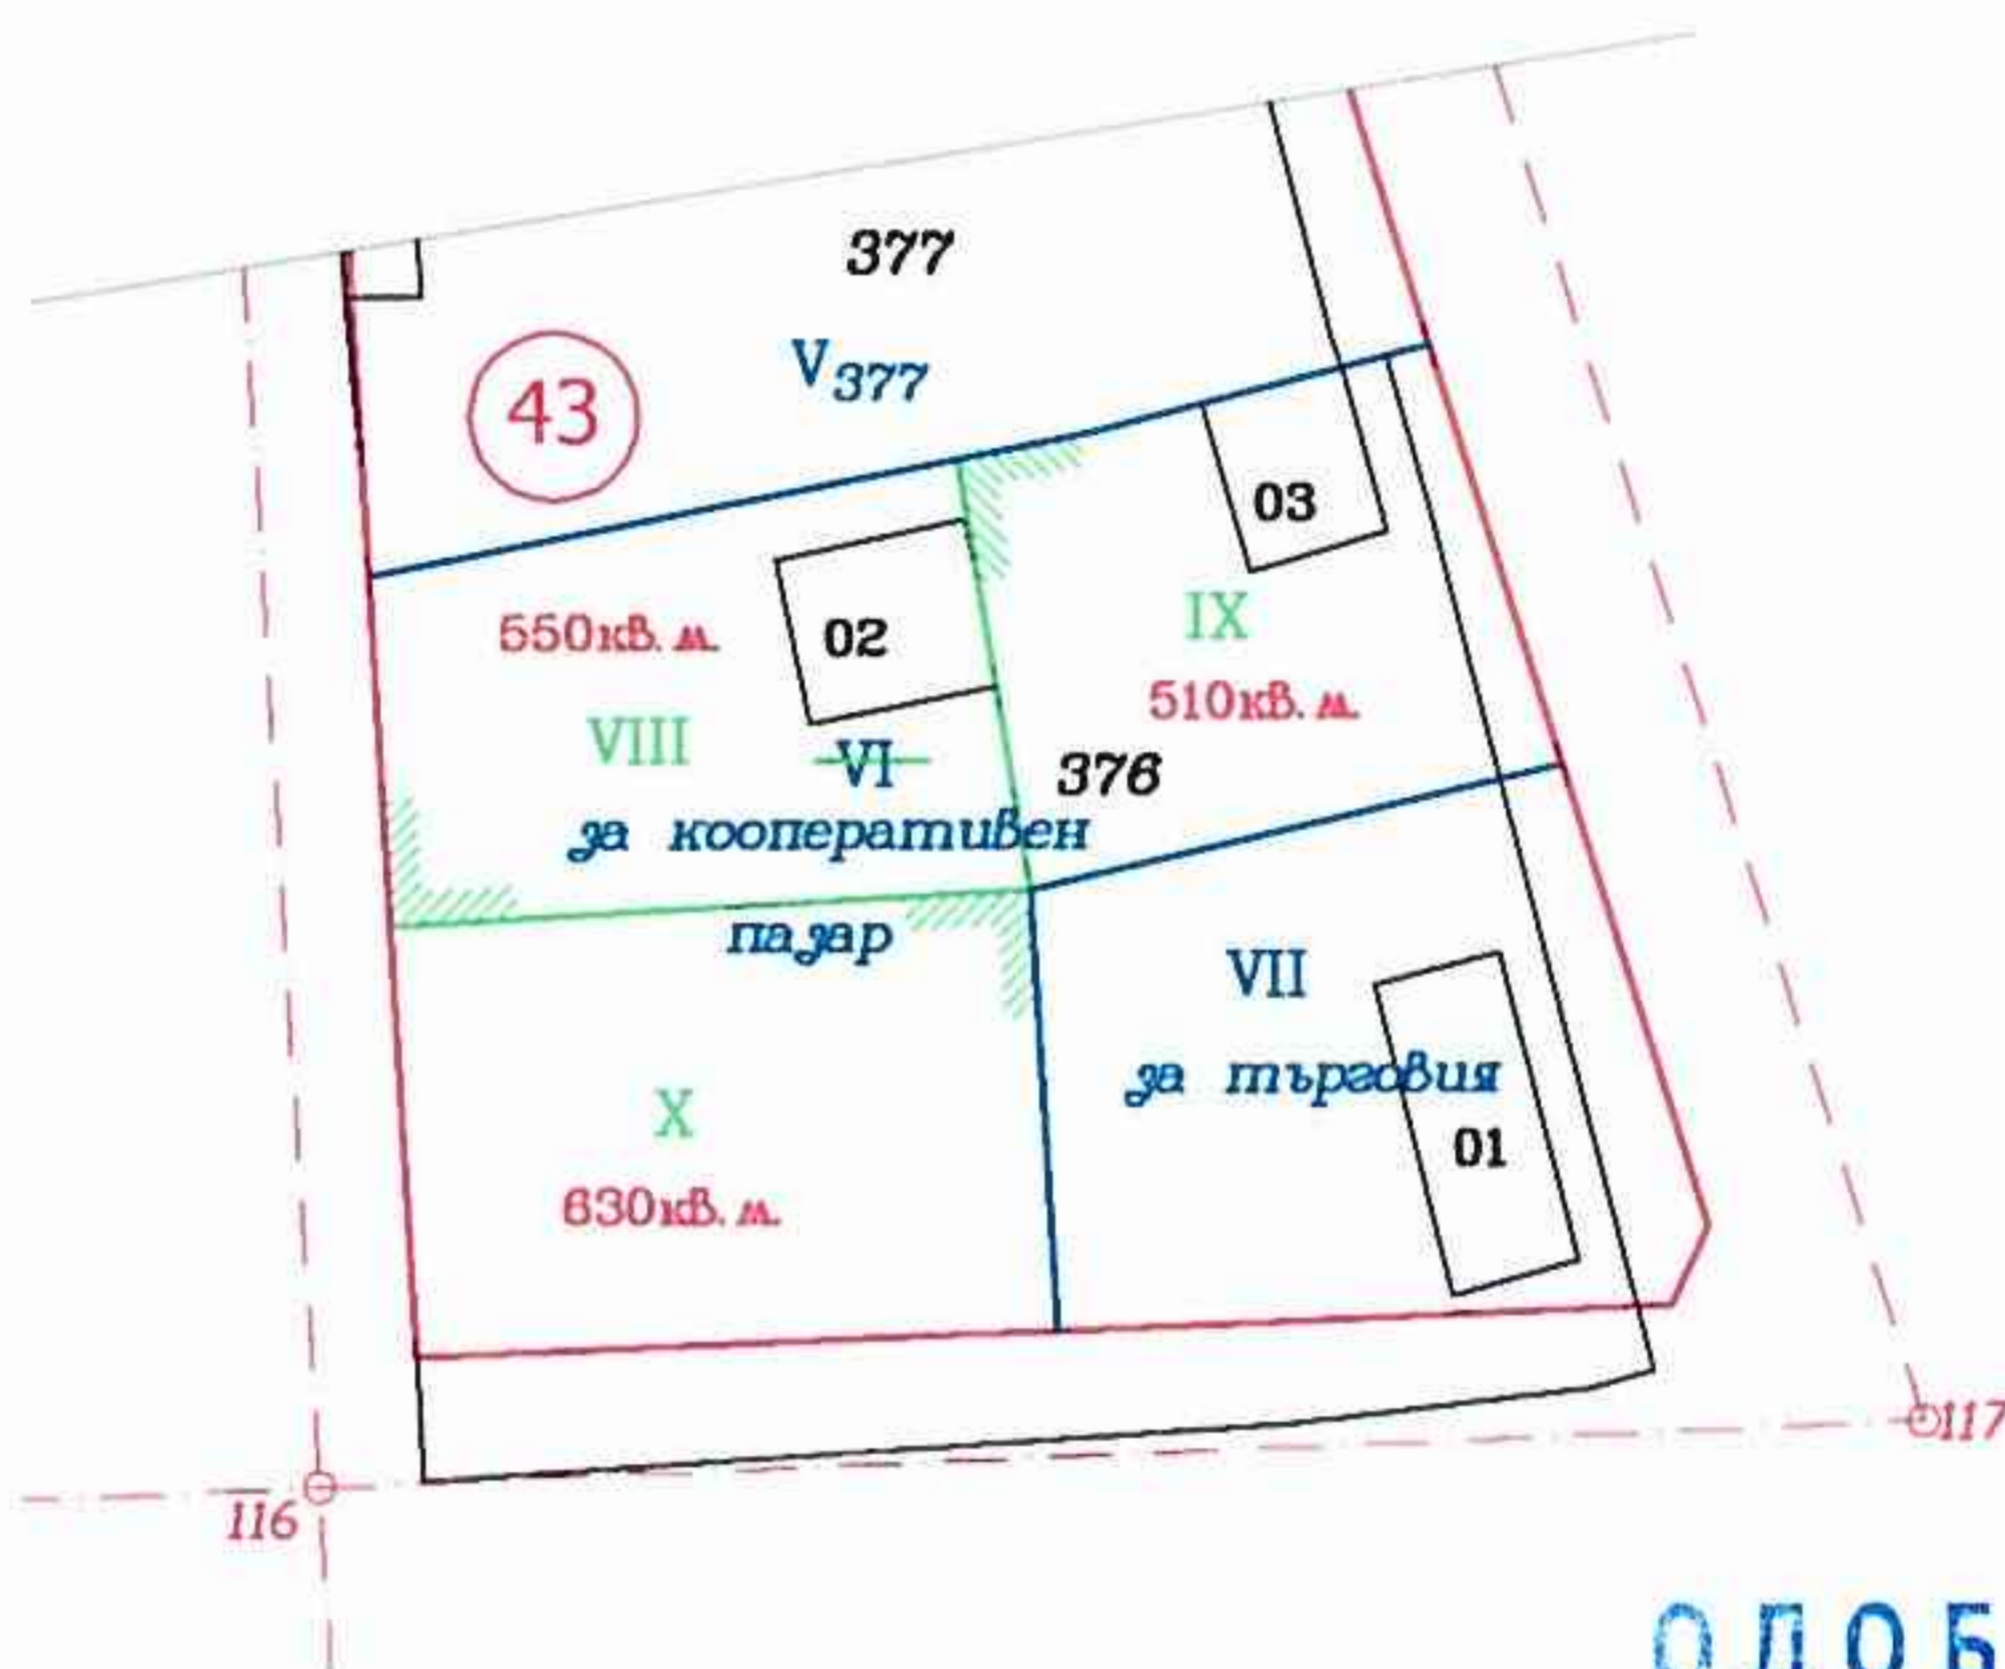 377
V377
43
03
550кв.м.
02
IX
510кв.м.
VIII
VI
376
за кооперативен
пазар
VII
за търговия
X
01
630кв.м.
117
116
ОДОБ